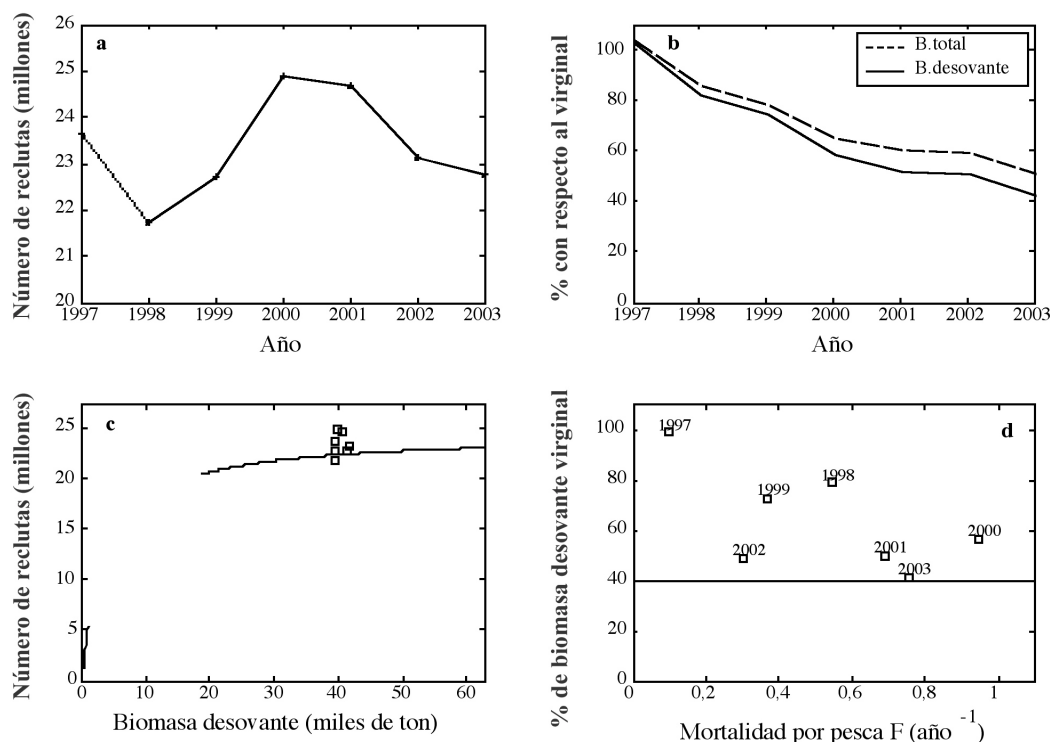 a
Número de reclutas (millones)
26
25
24
23
22
21
20
1997 1998 1999 2000 2001 2002 2003
Año
b
B.total
B.desovante
% con respecto al virginal
100
80
60
40
20
0
1997 1998 1999 2000 2001 2002 2003
Año
c
Número de reclutas (millones)
25
20
15
10
5
0
0 10 20 30 40 50 60
Biomasa desovante (miles de ton)
d
% de biomasa desovante virginal
100
80
60
40
20
0
1997
1998
1999
2000
2001
2002
2003
0 0,2 0,4 0,6 0,8 1
Mortalidad por pesca F (año -1)